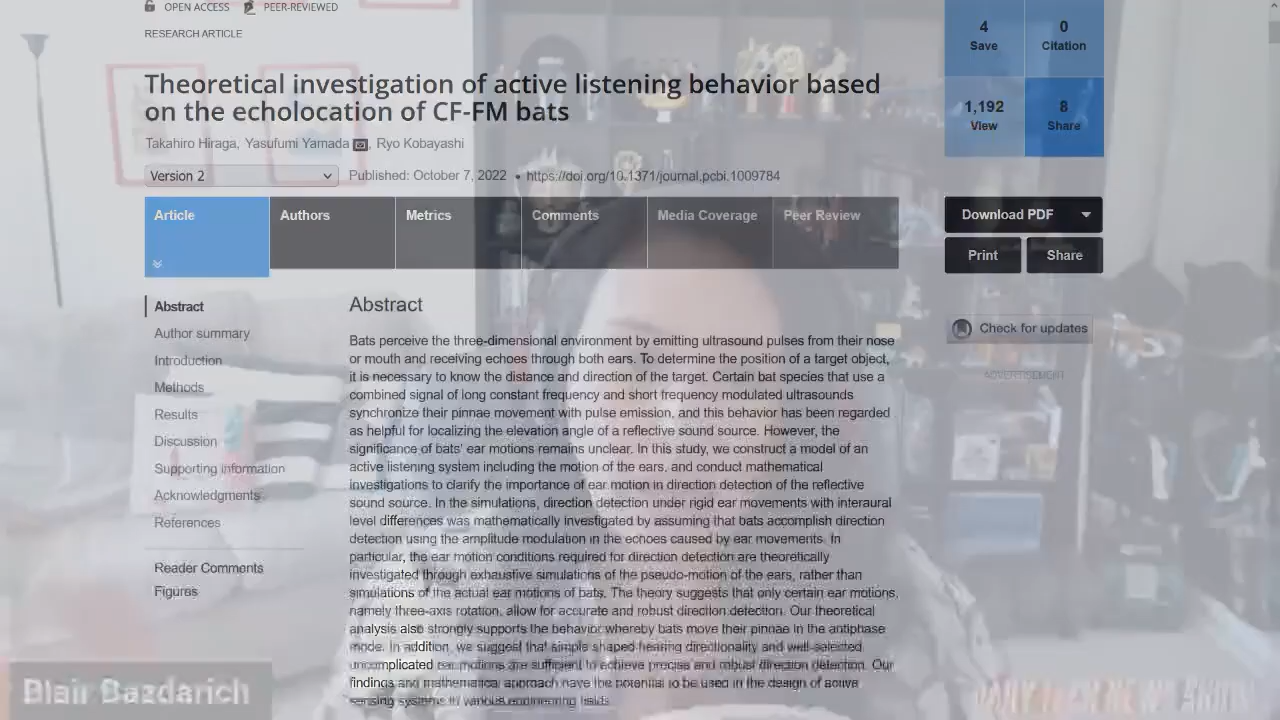 OPEN ACCESS PEER-REVIEWED
RESEARCH ARTICLE
Theoretical investigation of active listening behavior based
on the echolocation of CF-FM bats
Takahiro Hiraga, Yasufumi Yamada, Ryo Kobayashi
Version 2 Published: October 7, 2022 • https://doi.org/10.1371/journal.pcbi.1009784
4
Save
0
Citation
1,192
View
8
Share
Article Authors Metrics Comments Media Coverage Peer Review
Download PDF
Print Share
Check for updates
ADVERTISEMENT
Abstract
Author summary
Introduction
Methods
Results
Discussion
Supporting information
Acknowledgments
References
Reader Comments
Figures
Abstract
Bats perceive the three-dimensional environment by emitting ultrasound pulses from their nose
or mouth and receiving echoes through both ears. To determine the position of a target object,
it is necessary to know the distance and direction of the target. Certain bat species that use a
combined signal of long constant frequency and short frequency modulated ultrasounds
synchronize their pinnae movement with pulse emission, and this behavior has been regarded
as helpful for localizing the elevation angle of a reflective sound source. However, the
significance of bats' ear motions remains unclear. In this study, we construct a model of an
active listening system including the motion of the ears, and conduct mathematical
investigations to clarify the importance of ear motion in direction detection of the reflective
sound source. In the simulations, direction detection under rigid ear movements with interaural
level differences was mathematically investigated by assuming that bats accomplish direction
detection using the amplitude modulation in the echoes caused by ear movements. In
particular, the ear motion conditions required for direction detection are theoretically
investigated through exhaustive simulations of the pseudo-motion of the ears, rather than
simulations of the actual ear motions of bats. The theory suggests that only certain ear motions,
namely three-axis rotation, allow for accurate and robust direction detection. Our theoretical
analysis also strongly supports the behavior whereby bats move their pinnae in the antiphase
mode. In addition, we suggest that simple shaped hearing directionality and well-selected
uncomplicated ear motions are sufficient to achieve precise and robust direction detection. Our
findings and mathematical approach have the potential to be used in the design of active
sensing systems in various engineering fields.
Blair Bazdarich